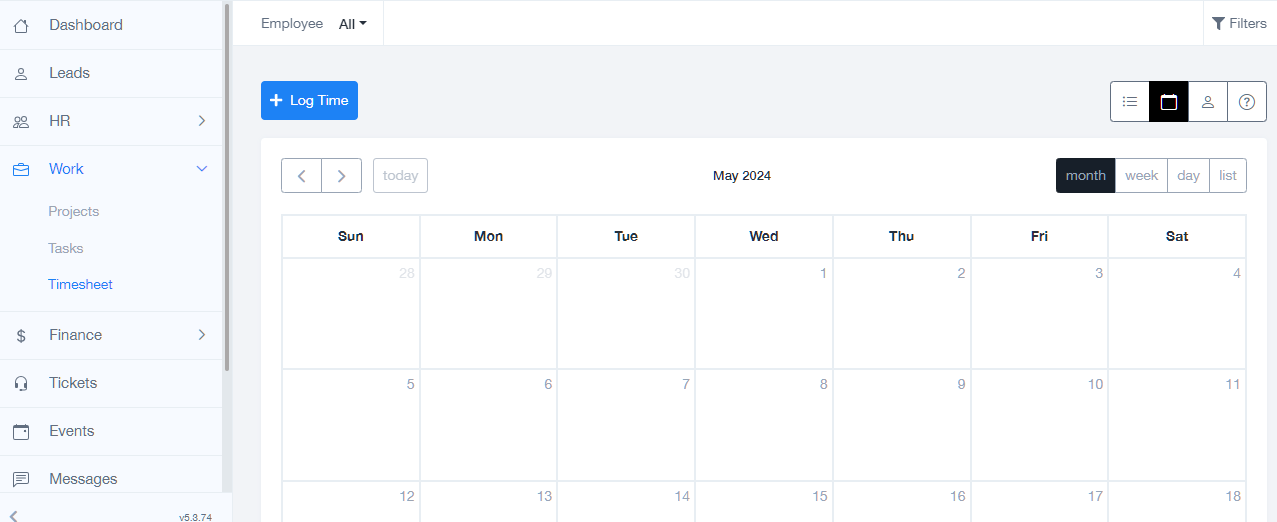 Dashboard
Leads
HR
Work
Projects
Tasks
Timesheet
Finance
Tickets
Events
Messages
v5.3.74
Employee All
Filters
+ Log Time
today
May 2024
month week day list
Sun Mon Tue Wed Thu Fri Sat
28 29 30 1 2 3 4
5 6 7 8 9 10 11
12 13 14 15 16 17 18